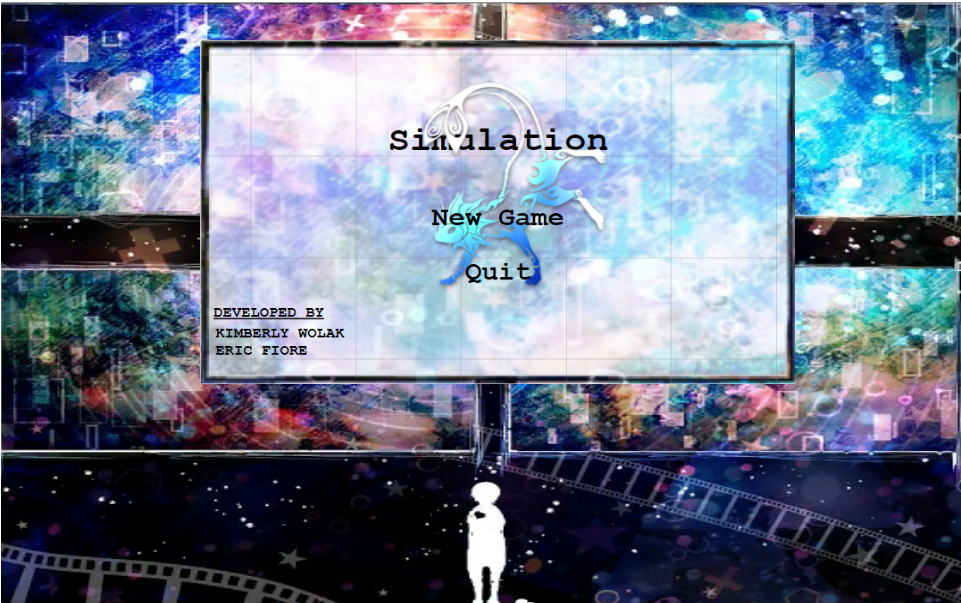 Simulation
New Game
Quit
DEVELOPED BY
KIMBERLY WOLAK
ERIC FIORE